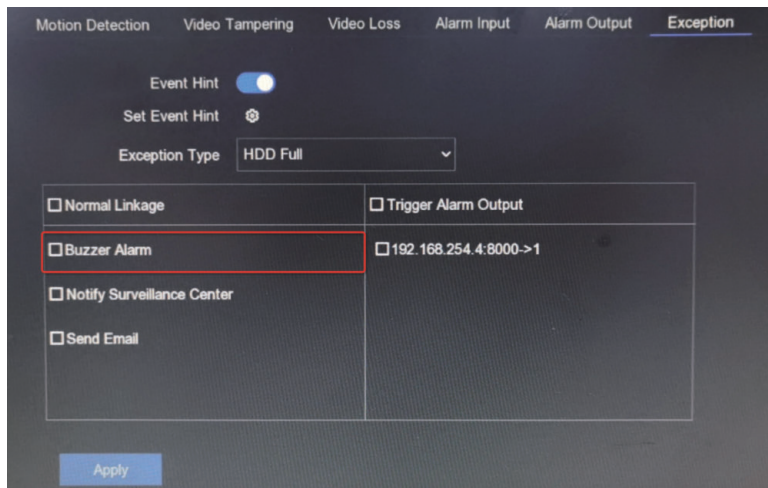 Motion Detection Video Tampering Video Loss Alarm Input Alarm Output Exception
Event Hint
Set Event Hint
Exception Type HDD Full
Normal Linkage Trigger Alarm Output
Buzzer Alarm 192.168.254.4:8000->1
Notify Surveillance Center
Send Email
Apply